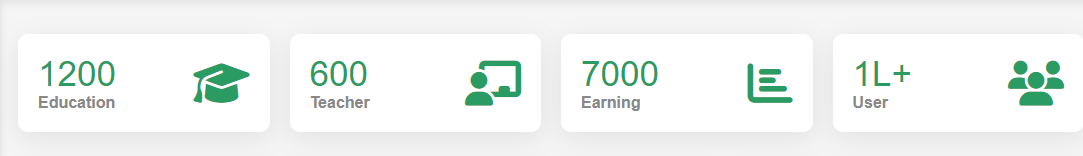 1200
Education
600
Teacher
7000
Earning
1L+
User